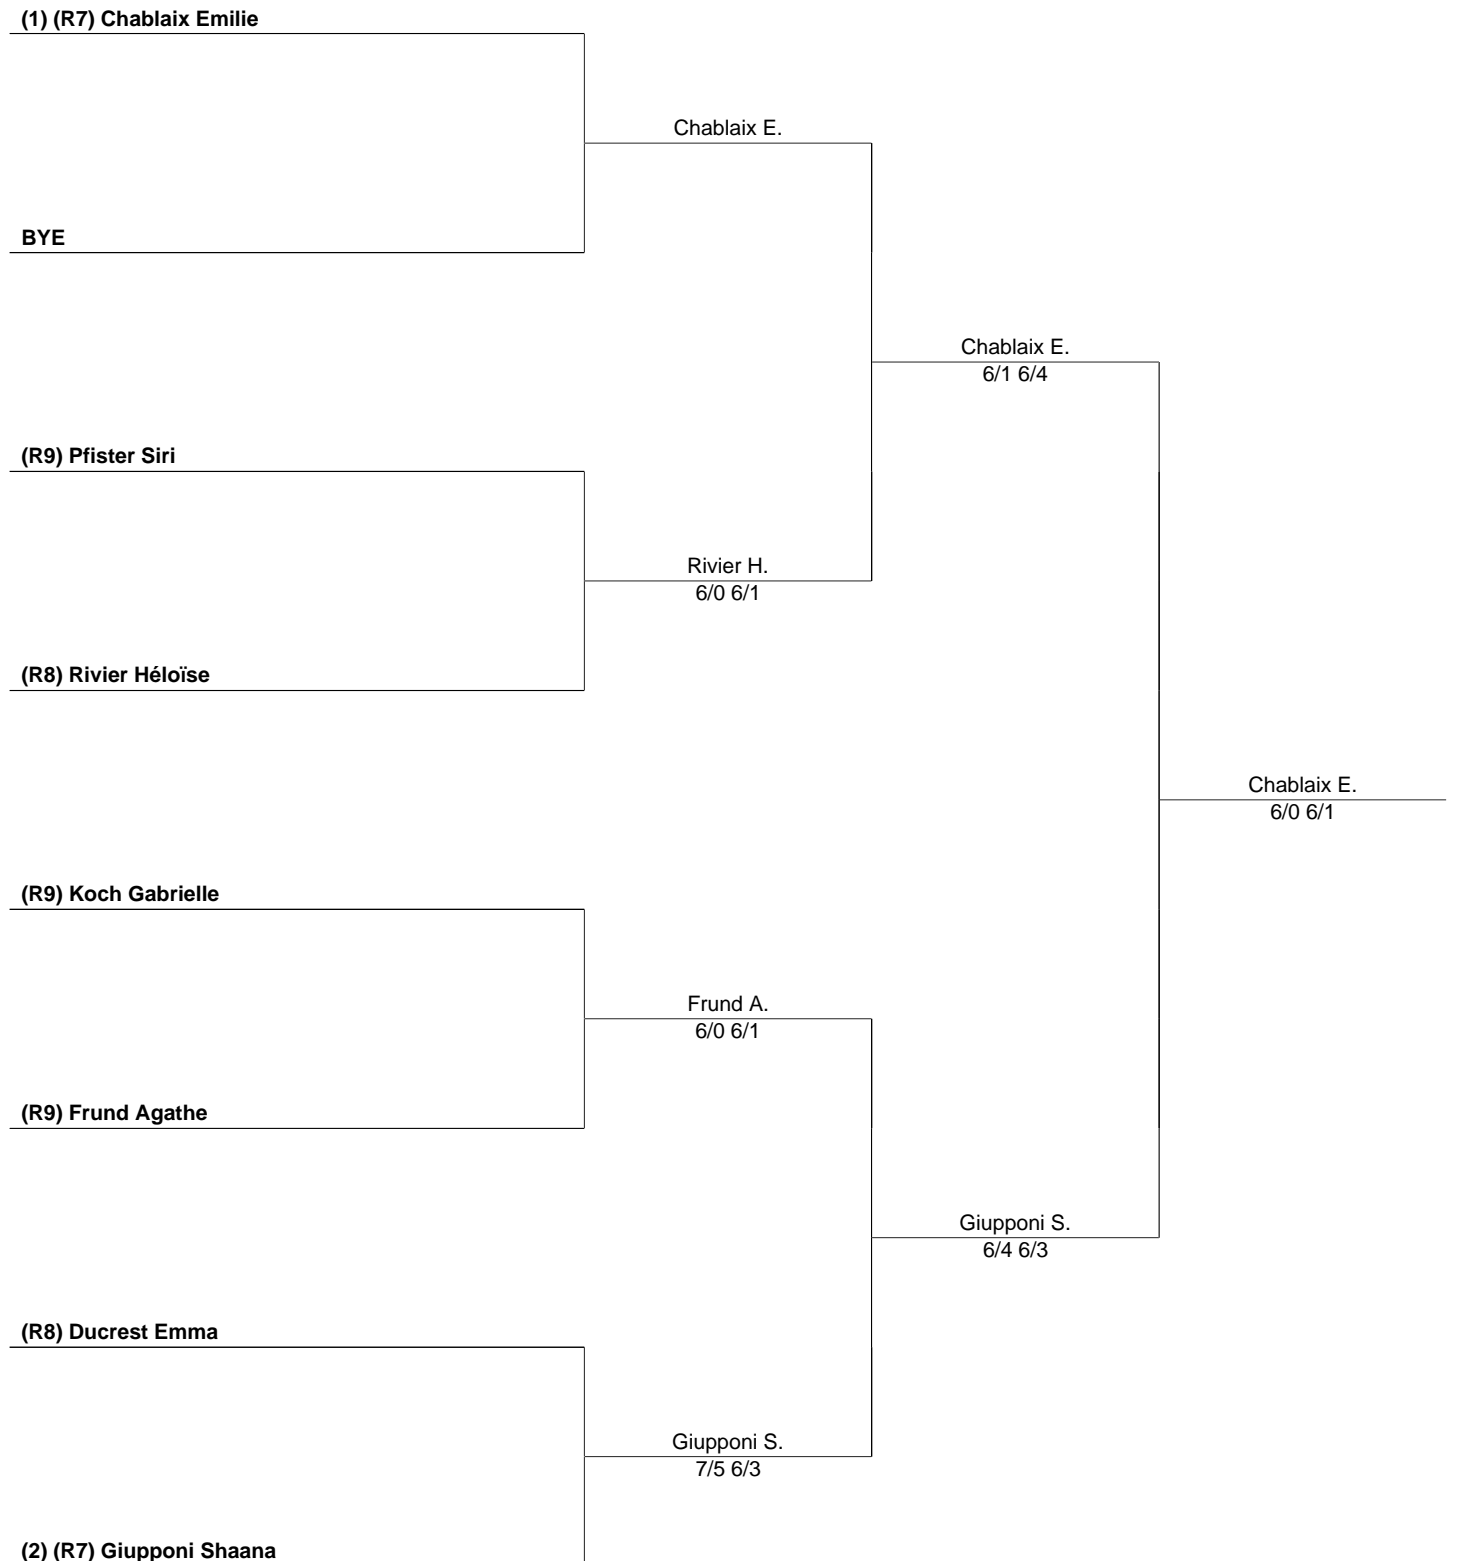 (1) (R7) Chablaix Emilie
Chablaix E.
BYE
Chablaix E.
6/1 6/4
(R9) Pfister Siri
Rivier H.
6/0 6/1
(R8) Rivier Héloïse
Chablaix E.
6/0 6/1
(R9) Koch Gabrielle
Frund A.
6/0 6/1
(R9) Frund Agathe
Giupponi S.
6/4 6/3
(R8) Ducrest Emma
Giupponi S.
7/5 6/3
(2) (R7) Giupponi Shaana